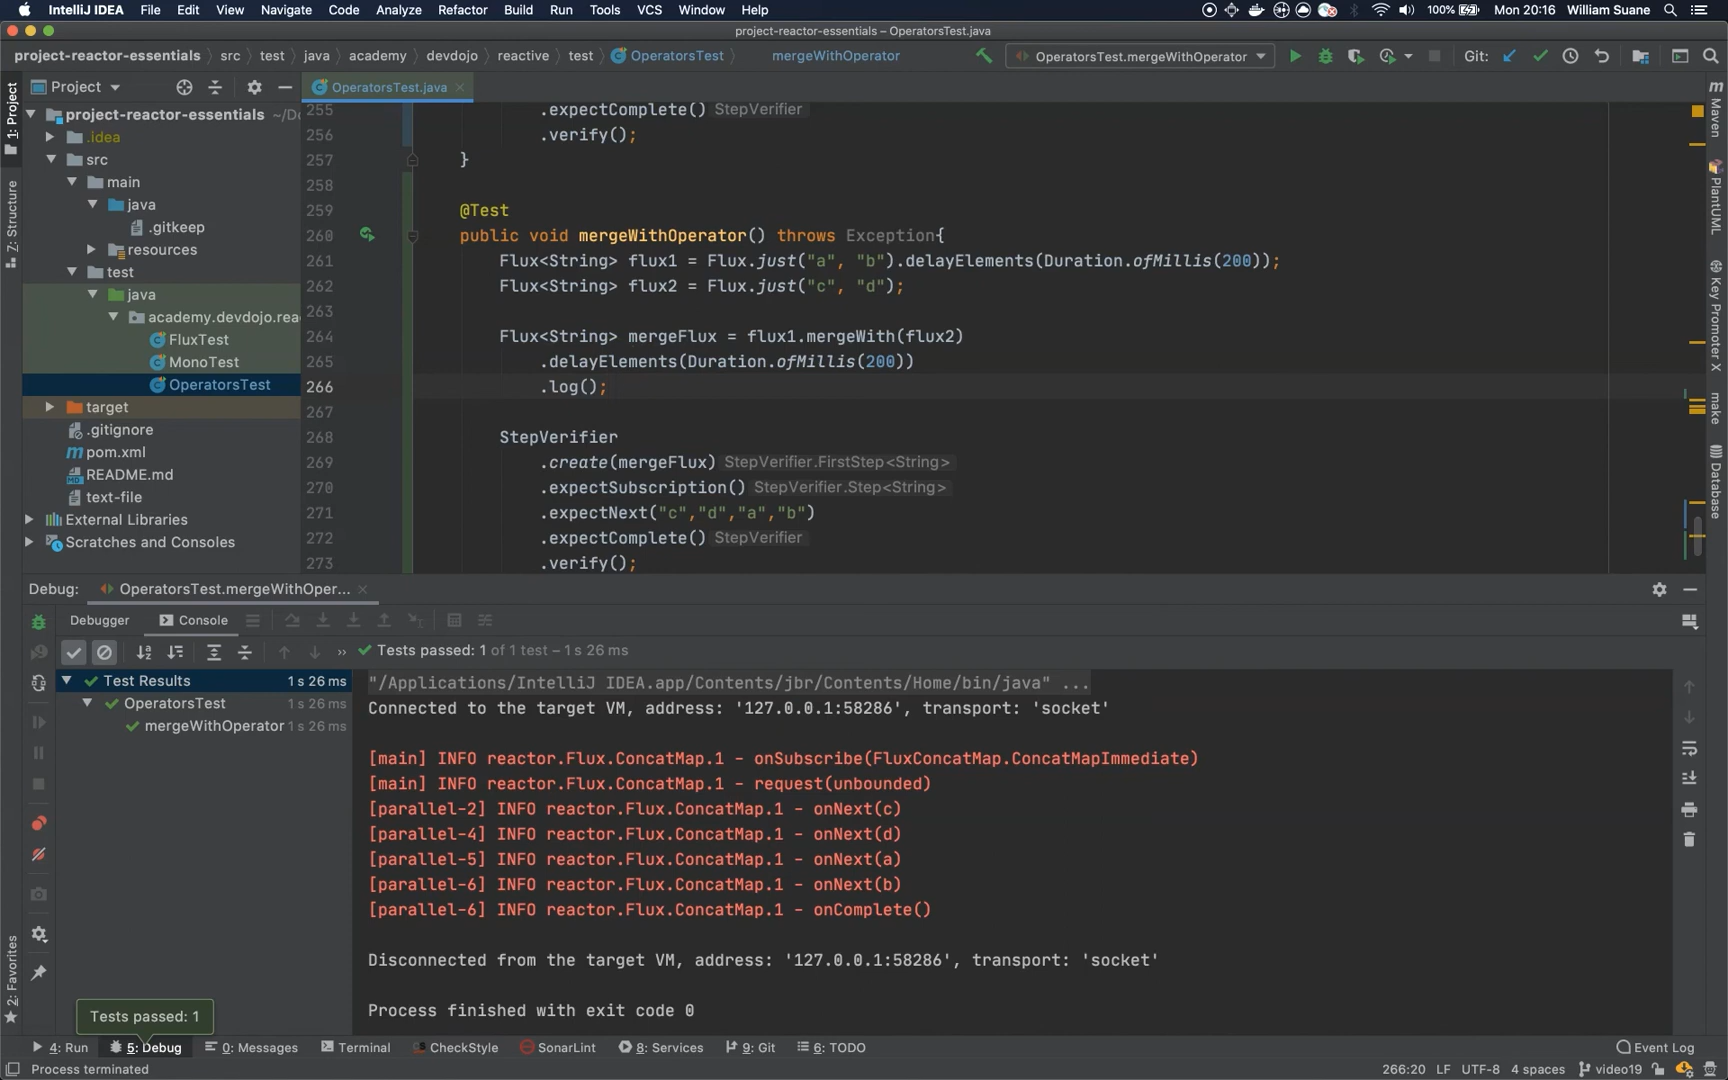 IntelliJ IDEA File Edit View Navigate Code Analyze Refactor Build Run Tools VCS Window Help 100% Mon 20:16 William Suane
project-reactor-essentials – OperatorsTest.java
project-reactor-essentials src test java academy devdojo reactive test OperatorsTest mergeWithOperator OperatorsTest.mergeWithOperator Git:
Project OperatorsTest.java
project-reactor-essentials ~/Do
.idea
src
main
java
.gitkeep
resources
test
java
academy.devdojo.rea
FluxTest
MonoTest
OperatorsTest
target
.gitignore
pom.xml
README.md
text-file
External Libraries
Scratches and Consoles
1: Project
7: Structure
2: Favorites
255 .expectComplete() StepVerifier
256 .verify();
257 }
258
259 @Test
260 public void mergeWithOperator() throws Exception{
261 Flux<String> flux1 = Flux.just("a", "b").delayElements(Duration.ofMillis(200));
262 Flux<String> flux2 = Flux.just("c", "d");
263
264 Flux<String> mergeFlux = flux1.mergeWith(flux2)
265 .delayElements(Duration.ofMillis(200))
266 .log();
267
268 StepVerifier
269 .create(mergeFlux) StepVerifier.FirstStep<String>
270 .expectSubscription() StepVerifier.Step<String>
271 .expectNext("c","d","a","b")
272 .expectComplete() StepVerifier
273 .verify();
m Maven
PlantUML
Key Promoter X
make
Database
Debug: OperatorsTest.mergeWithOper...
Debugger Console
» Tests passed: 1 of 1 test – 1 s 26 ms
Test Results 1 s 26 ms
OperatorsTest 1 s 26 ms
mergeWithOperator 1 s 26 ms
"/Applications/IntelliJ IDEA.app/Contents/jbr/Contents/Home/bin/java" ...
Connected to the target VM, address: '127.0.0.1:58286', transport: 'socket'
[main] INFO reactor.Flux.ConcatMap.1 - onSubscribe(FluxConcatMap.ConcatMapImmediate)
[main] INFO reactor.Flux.ConcatMap.1 - request(unbounded)
[parallel-2] INFO reactor.Flux.ConcatMap.1 - onNext(c)
[parallel-4] INFO reactor.Flux.ConcatMap.1 - onNext(d)
[parallel-5] INFO reactor.Flux.ConcatMap.1 - onNext(a)
[parallel-6] INFO reactor.Flux.ConcatMap.1 - onNext(b)
[parallel-6] INFO reactor.Flux.ConcatMap.1 - onComplete()
Disconnected from the target VM, address: '127.0.0.1:58286', transport: 'socket'
Process finished with exit code 0
Tests passed: 1
4: Run 5: Debug 0: Messages Terminal CheckStyle SonarLint 8: Services 9: Git 6: TODO Event Log
Process terminated 266:20 LF UTF-8 4 spaces video19